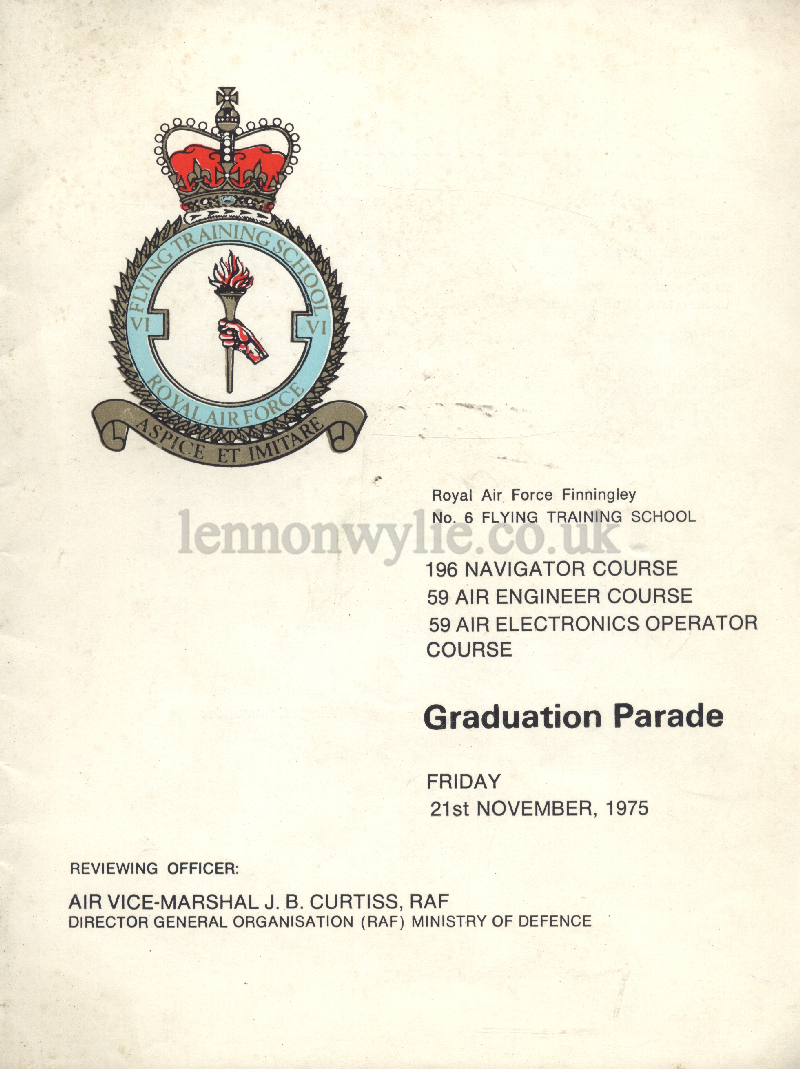 FLYING TRAINING SCHOOL
VI VI
ROYAL AIR FORCE
ASPICE ET IMITARE
Royal Air Force Finningley
No. 6 FLYING TRAINING SCHOOL
lennonwylie.co.uk
196 NAVIGATOR COURSE
59 AIR ENGINEER COURSE
59 AIR ELECTRONICS OPERATOR
COURSE
Graduation Parade
FRIDAY
21st NOVEMBER, 1975
REVIEWING OFFICER:
AIR VICE-MARSHAL J. B. CURTISS, RAF
DIRECTOR GENERAL ORGANISATION (RAF) MINISTRY OF DEFENCE